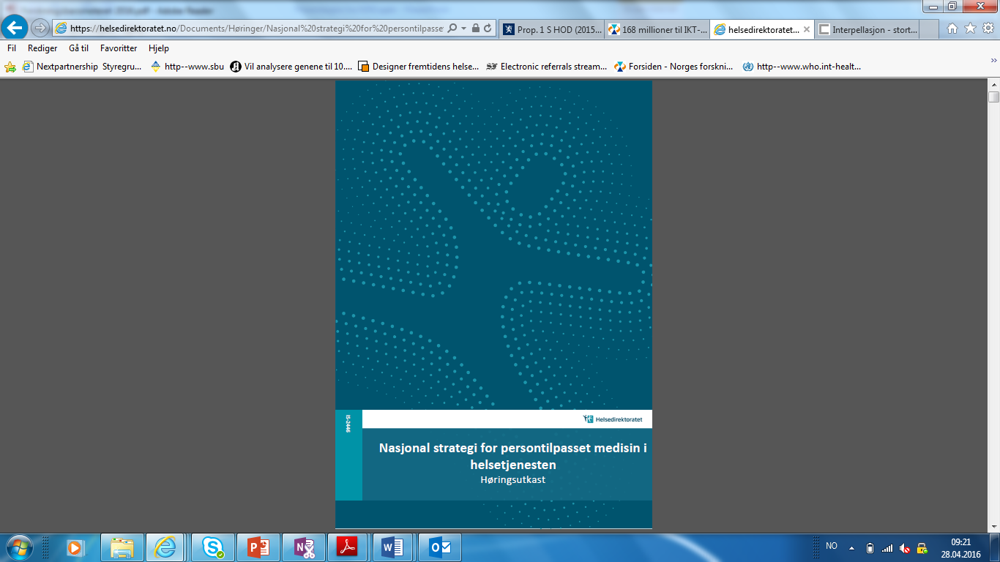 https://helsedirektoratet.no/Documents/Høringer/Nasjonal%20strategi%20for%20persontilpasse
Prop. 1 S HOD (2015...
168 millioner til IKT-...
helsedirektoratet...
Interpellasjon - stort...
Fil Rediger Gå til Favoritter Hjelp
Nextpartnership Styregru...
http--www.sbu
Vil analysere genene til 10....
Designer fremtidens helse...
Electronic referrals stream...
Forsiden - Norges forskni...
http--www.who.int-healt...
IS-2446
Helsedirektoratet
Nasjonal strategi for persontilpasset medisin i
helsetjenesten
Høringsutkast
NO
09:21
28.04.2016